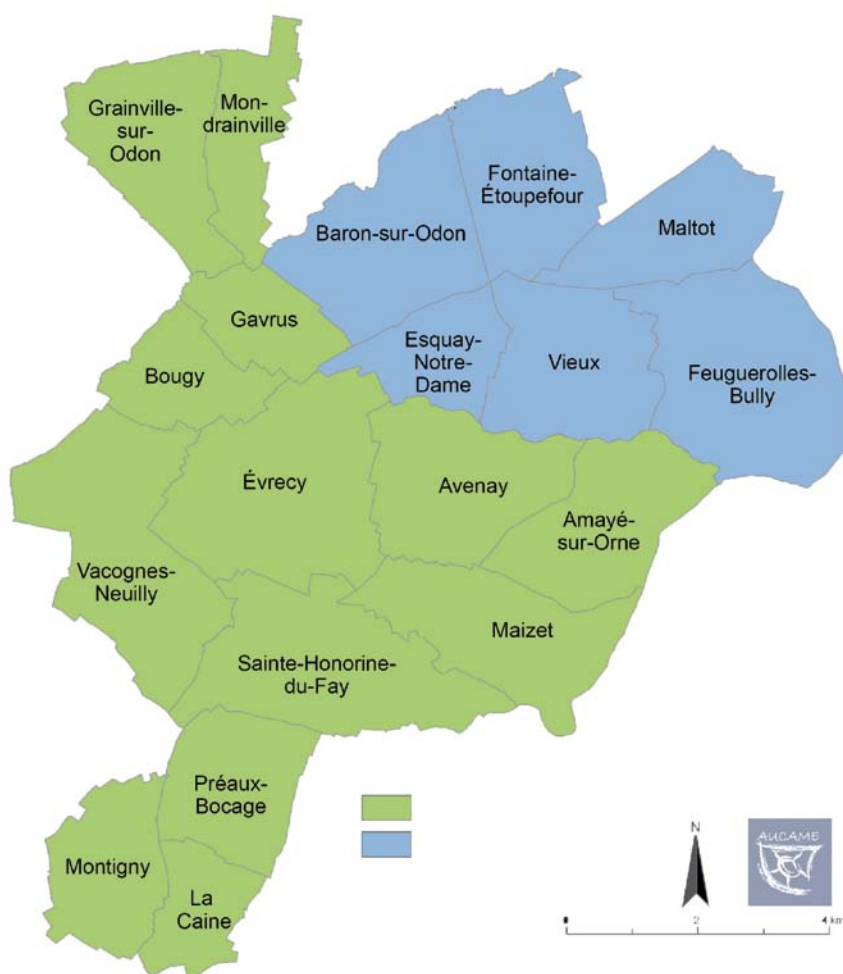 Grainville-
sur-
Odon
Mon-
drainville
Fontaine-
Étoupefour
Baron-sur-Odon
Maltot
Gavrus
Esquay-
Notre-
Dame
Vieux
Bougy
Feuguerolles-
Bully
Évrecy
Avenay
Amayé-
sur-Orne
Vacognes-
Neuilly
Maizet
Sainte-Honorine-
du-Fay
Préaux-
Bocage
Montigny
La
Caine
N
AUCAME
0 2 4 km